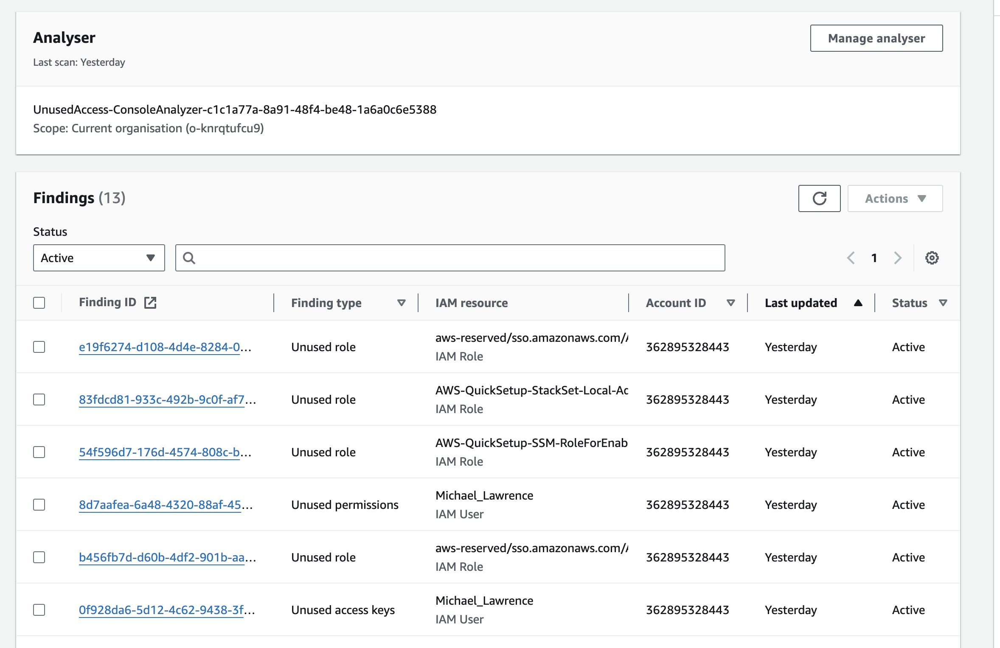 Analyser
Manage analyser
Last scan: Yesterday
UnusedAccess-ConsoleAnalyzer-c1c1a77a-8a91-48f4-be48-1a6a0c6e5388
Scope: Current organisation (o-knrqtufcu9)
Findings (13)
Actions
Status
Active
1
Finding ID Finding type IAM resource Account ID Last updated Status
e19f6274-d108-4d4e-8284-0... Unused role aws-reserved/sso.amazonaws.com/ 362895328443 Yesterday Active
IAM Role
83fdcd81-933c-492b-9c0f-af7... Unused role AWS-QuickSetup-StackSet-Local-Ad 362895328443 Yesterday Active
IAM Role
54f596d7-176d-4574-808c-b... Unused role AWS-QuickSetup-SSM-RoleForEnab 362895328443 Yesterday Active
IAM Role
8d7aafea-6a48-4320-88af-45... Unused permissions Michael_Lawrence 362895328443 Yesterday Active
IAM User
b456fb7d-d60b-4df2-901b-aa... Unused role aws-reserved/sso.amazonaws.com/ 362895328443 Yesterday Active
IAM Role
0f928da6-5d12-4c62-9438-3f... Unused access keys Michael_Lawrence 362895328443 Yesterday Active
IAM User